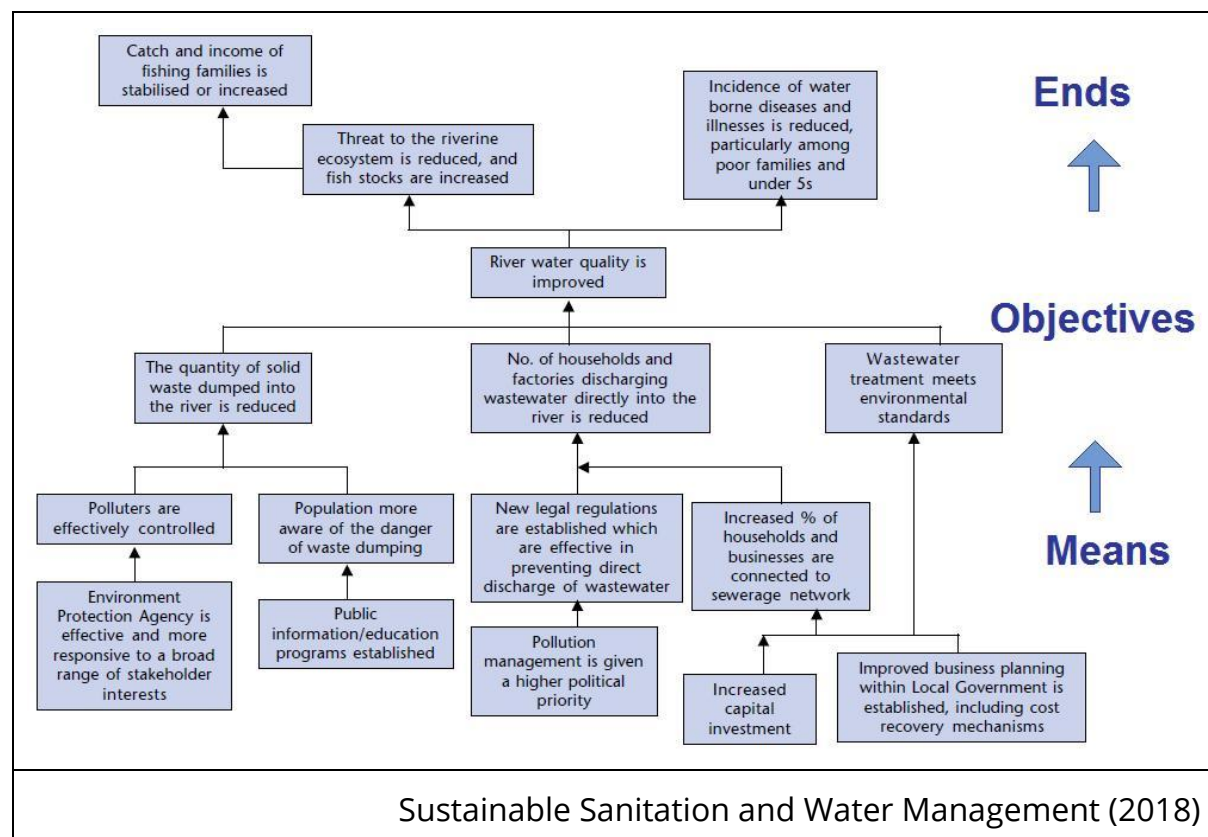 Catch and income of
fishing families is
stabilised or increased
Threat to the riverine
ecosystem is reduced, and
fish stocks are increased
Incidence of water
borne diseases and
illnesses is reduced,
particularly among
poor families and
under 5s
Ends
River water quality is
improved
Objectives
The quantity of solid
waste dumped into
the river is reduced
No. of households and
factories discharging
wastewater directly into the
river is reduced
Wastewater
treatment meets
environmental
standards
Polluters are
effectively controlled
Population more
aware of the danger
of waste dumping
New legal regulations
are established which
are effective in
preventing direct
discharge of wastewater
Increased % of
households and
businesses are
connected to
sewerage network
Means
Environment
Protection Agency is
effective and more
responsive to a broad
range of stakeholder
interests
Public
information/education
programs established
Pollution
management is given
a higher political
priority
Increased
capital
investment
Improved business planning
within Local Government is
established, including cost
recovery mechanisms
Sustainable Sanitation and Water Management (2018)